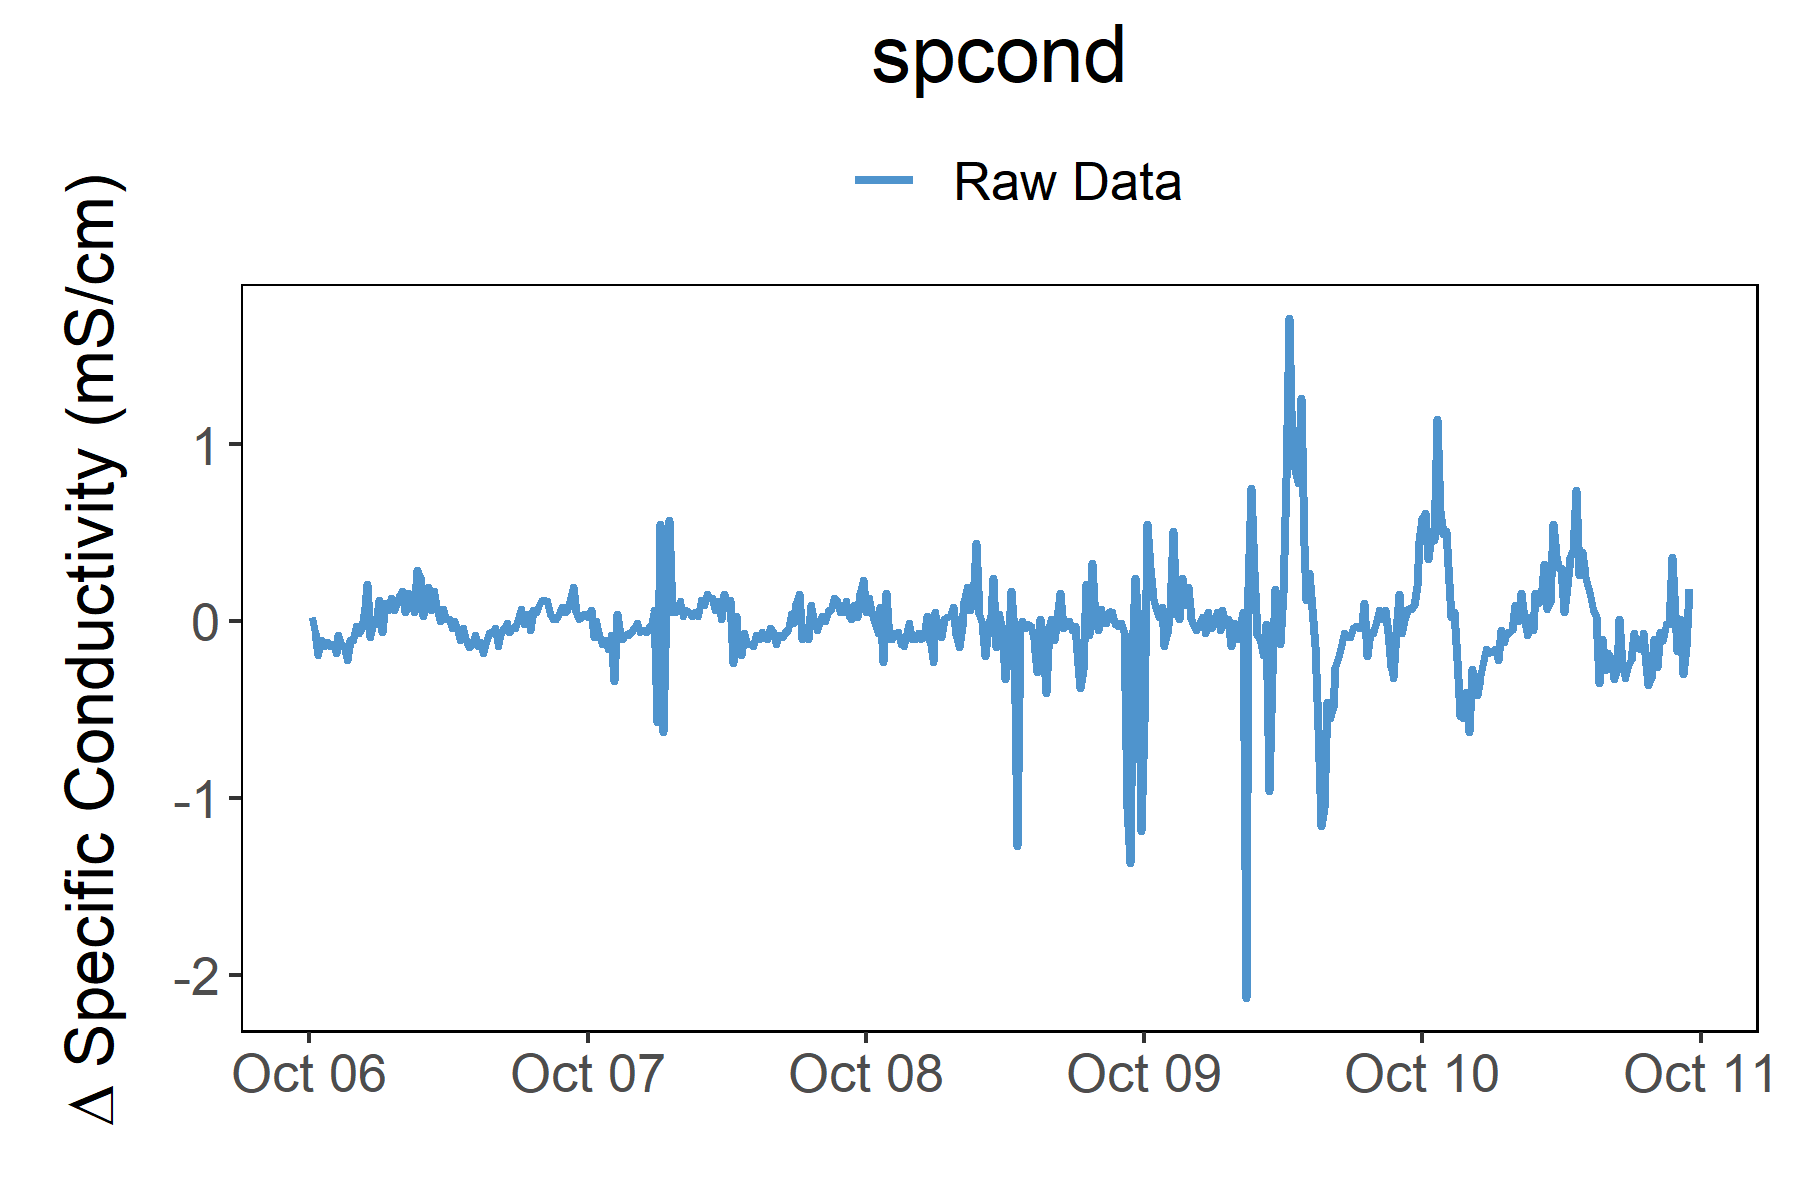 spcond
Raw Data
Δ Specific Conductivity (mS/cm)
1
0
-1
-2
Oct 06
Oct 07
Oct 08
Oct 09
Oct 10
Oct 11